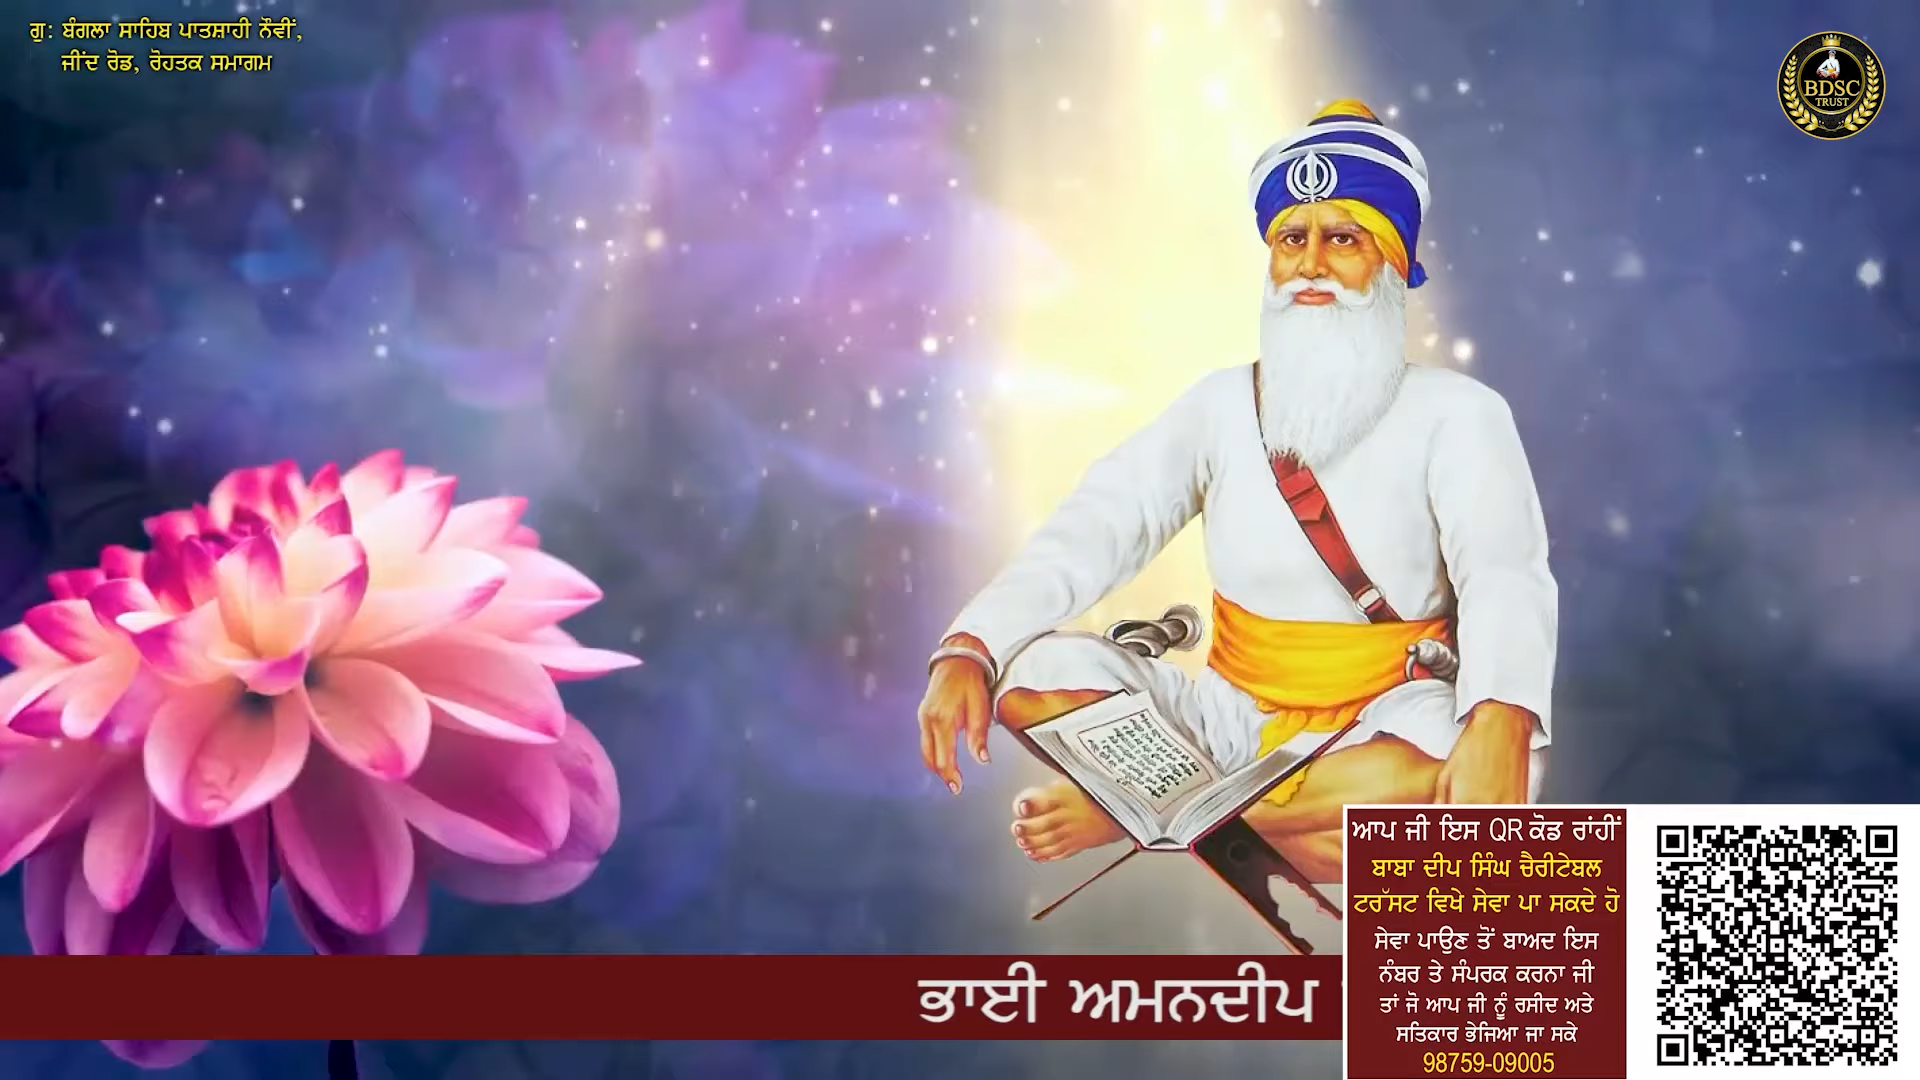 ਗੁ: ਬੰਗਲਾ ਸਾਹਿਬ ਪਾਤਸ਼ਾਹੀ ਨੌਵੀਂ,
ਜੀਂਦ ਰੋਡ, ਰੋਹਤਕ ਸਮਾਗਮ
BDSC
TRUST
ਭਾਈ ਅਮਨਦੀਪ
ਆਪ ਜੀ ਇਸ QR ਕੋਡ ਰਾਂਹੀਂ
ਬਾਬਾ ਦੀਪ ਸਿੰਘ ਚੈਰੀਟੇਬਲ
ਟਰੱਸਟ ਵਿਖੇ ਸੇਵਾ ਪਾ ਸਕਦੇ ਹੋ
ਸੇਵਾ ਪਾਉਣ ਤੋਂ ਬਾਅਦ ਇਸ
ਨੰਬਰ ਤੇ ਸੰਪਰਕ ਕਰਨਾ ਜੀ
ਤਾਂ ਜੋ ਆਪ ਜੀ ਨੂੰ ਰਸੀਦ ਅਤੇ
ਸਤਿਕਾਰ ਭੇਜਿਆ ਜਾ ਸਕੇ
98759-09005